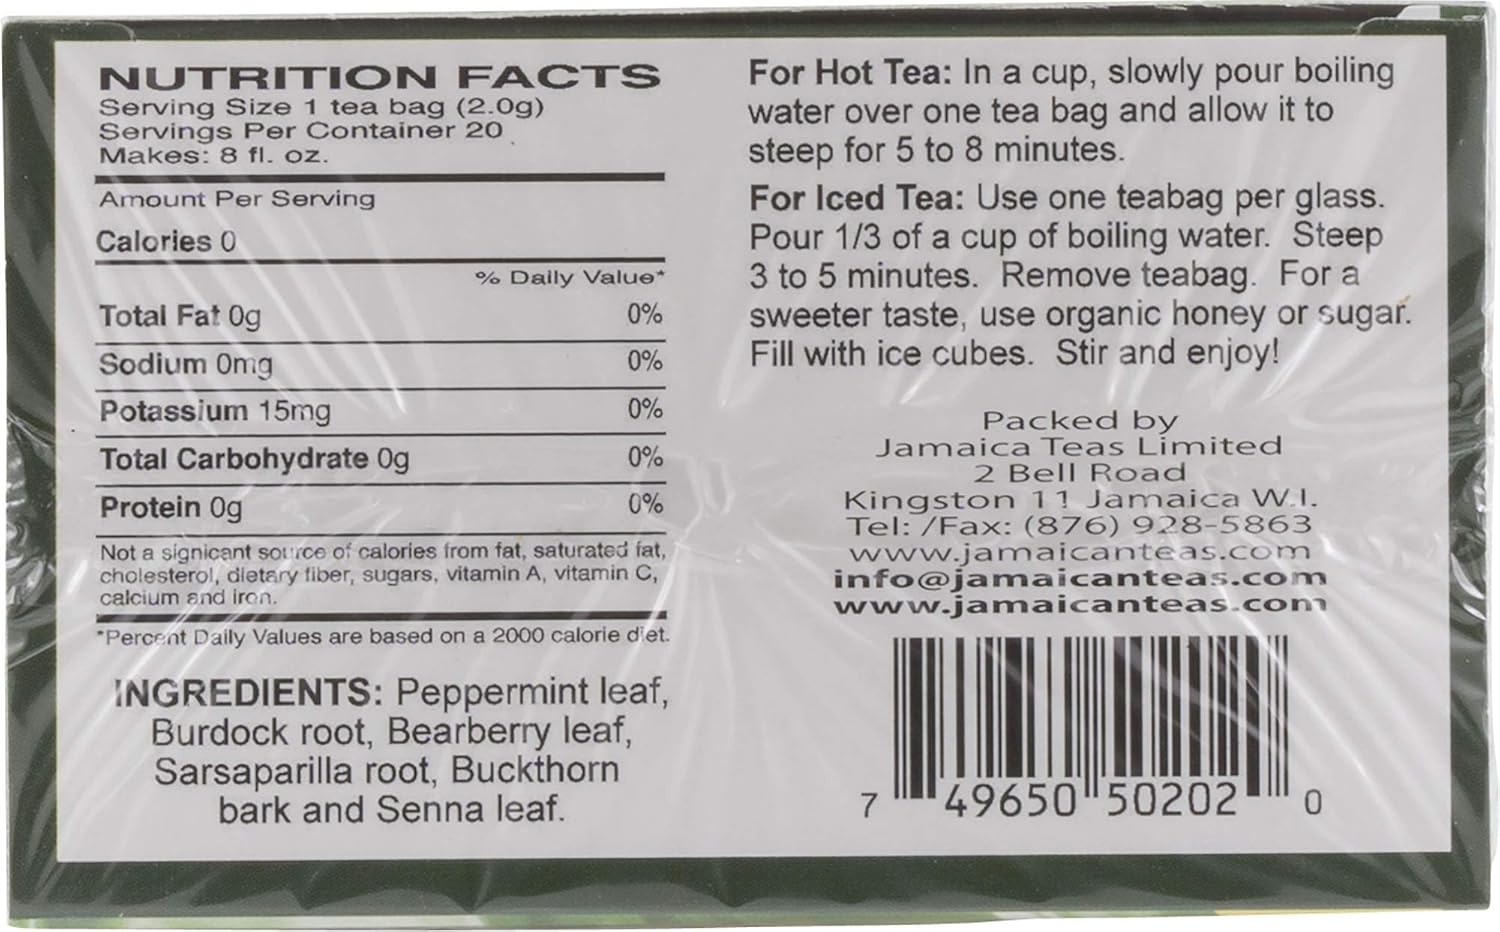 NUTRITION FACTS
Serving Size 1 tea bag (2.0g)
Servings Per Container 20
Makes: 8 fl. oz.
Amount Per Serving
Calories 0
% Daily Value*
Total Fat 0g 0%
Sodium 0mg 0%
Potassium 15mg 0%
Total Carbohydrate 0g 0%
Protein 0g 0%
Not a signicant source of calories from fat, saturated fat,
cholesterol, dietary fiber, sugars, vitamin A, vitamin C,
calcium and iron.
*Percent Daily Values are based on a 2000 calorie diet.
INGREDIENTS: Peppermint leaf,
Burdock root, Bearberry leaf,
Sarsaparilla root, Buckthorn
bark and Senna leaf.
For Hot Tea: In a cup, slowly pour boiling
water over one tea bag and allow it to
steep for 5 to 8 minutes.
For Iced Tea: Use one teabag per glass.
Pour 1/3 of a cup of boiling water. Steep
3 to 5 minutes. Remove teabag. For a
sweeter taste, use organic honey or sugar.
Fill with ice cubes. Stir and enjoy!
Packed by
Jamaica Teas Limited
2 Bell Road
Kingston 11 Jamaica W.I.
Tel: /Fax: (876) 928-5863
www.jamaicanteas.com
info@jamaicanteas.com
www.jamaicanteas.com
7 49650 50202 0